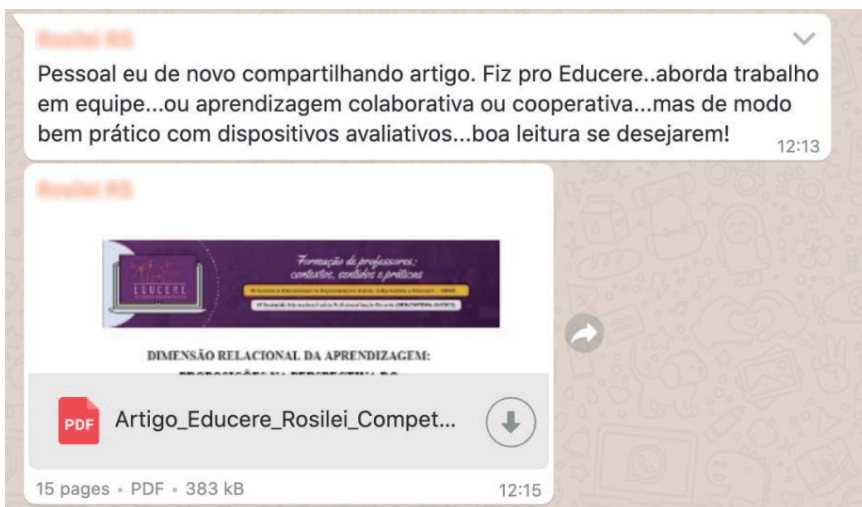 Pessoal eu de novo compartilhando artigo. Fiz pro Educere..aborda trabalho
em equipe...ou aprendizagem colaborativa ou cooperativa...mas de modo
bem prático com dispositivos avaliativos...boa leitura se desejarem!
12:13
Formação de professores:
contextos, sentidos e práticas
EDUCERE
DIMENSÃO RELACIONAL DA APRENDIZAGEM:
PDF
Artigo_Educere_Rosilei_Compet...
15 pages • PDF • 383 kB
12:15